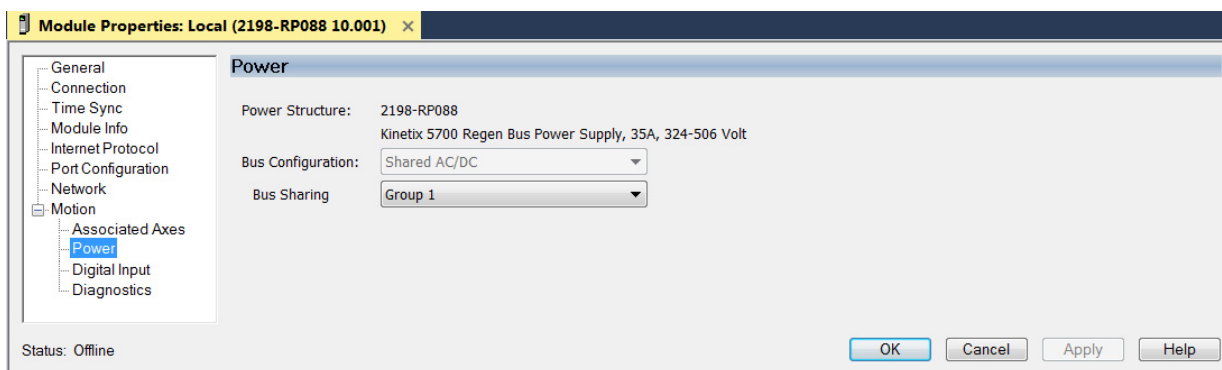 Module Properties: Local (2198-RP088 10.001) ×
General
Connection
Time Sync
Module Info
Internet Protocol
Port Configuration
Network
Motion
Associated Axes
Power
Digital Input
Diagnostics
Power
Power Structure: 2198-RP088
Kinetix 5700 Regen Bus Power Supply, 35A, 324-506 Volt
Bus Configuration: Shared AC/DC
Bus Sharing Group 1
Status: Offline
OK Cancel Apply Help